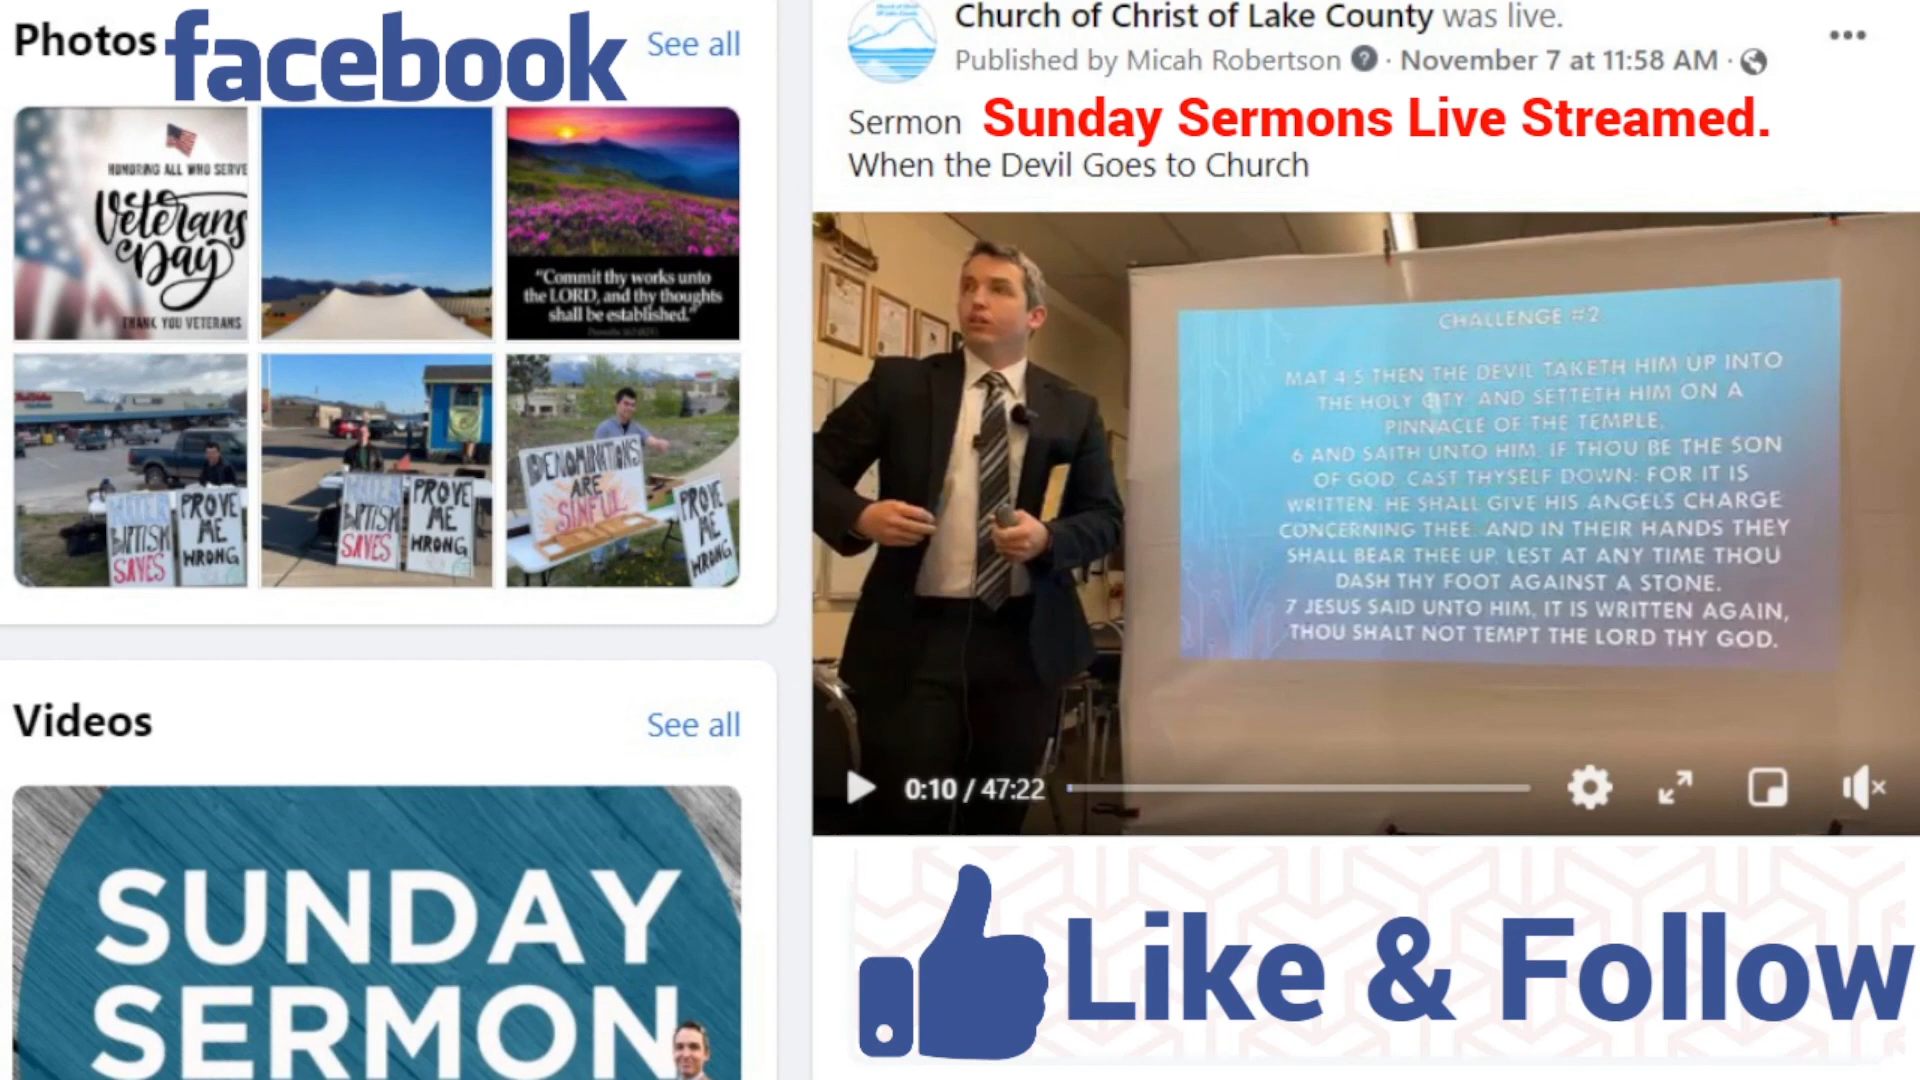 Photos
facebook
See all
HONORING ALL WHO SERVE
Veterans
Day
THANK YOU VETERANS
"Commit thy works unto
the LORD, and thy thoughts
shall be established."
WATER
BAPTISM
SAVES
PROVE
ME
WRONG
WATER
BAPTISM
SAVES
PROVE
ME
WRONG
DENOMINATIONS
ARE
SINFUL
PROVE
ME
WRONG
Videos
See all
SUNDAY
SERMON
Church of Christ of Lake County was live.
Published by Micah Robertson · November 7 at 11:58 AM ·
Sermon Sunday Sermons Live Streamed.
When the Devil Goes to Church
CHALLENGE #2
MAT 4:5 THEN THE DEVIL TAKETH HIM UP INTO
THE HOLY CITY, AND SETTETH HIM ON A
PINNACLE OF THE TEMPLE,
6 AND SAITH UNTO HIM, IF THOU BE THE SON
OF GOD, CAST THYSELF DOWN: FOR IT IS
WRITTEN, HE SHALL GIVE HIS ANGELS CHARGE
CONCERNING THEE: AND IN THEIR HANDS THEY
SHALL BEAR THEE UP, LEST AT ANY TIME THOU
DASH THY FOOT AGAINST A STONE.
7 JESUS SAID UNTO HIM, IT IS WRITTEN AGAIN,
THOU SHALT NOT TEMPT THE LORD THY GOD.
0:10 / 47:22
Like & Follow